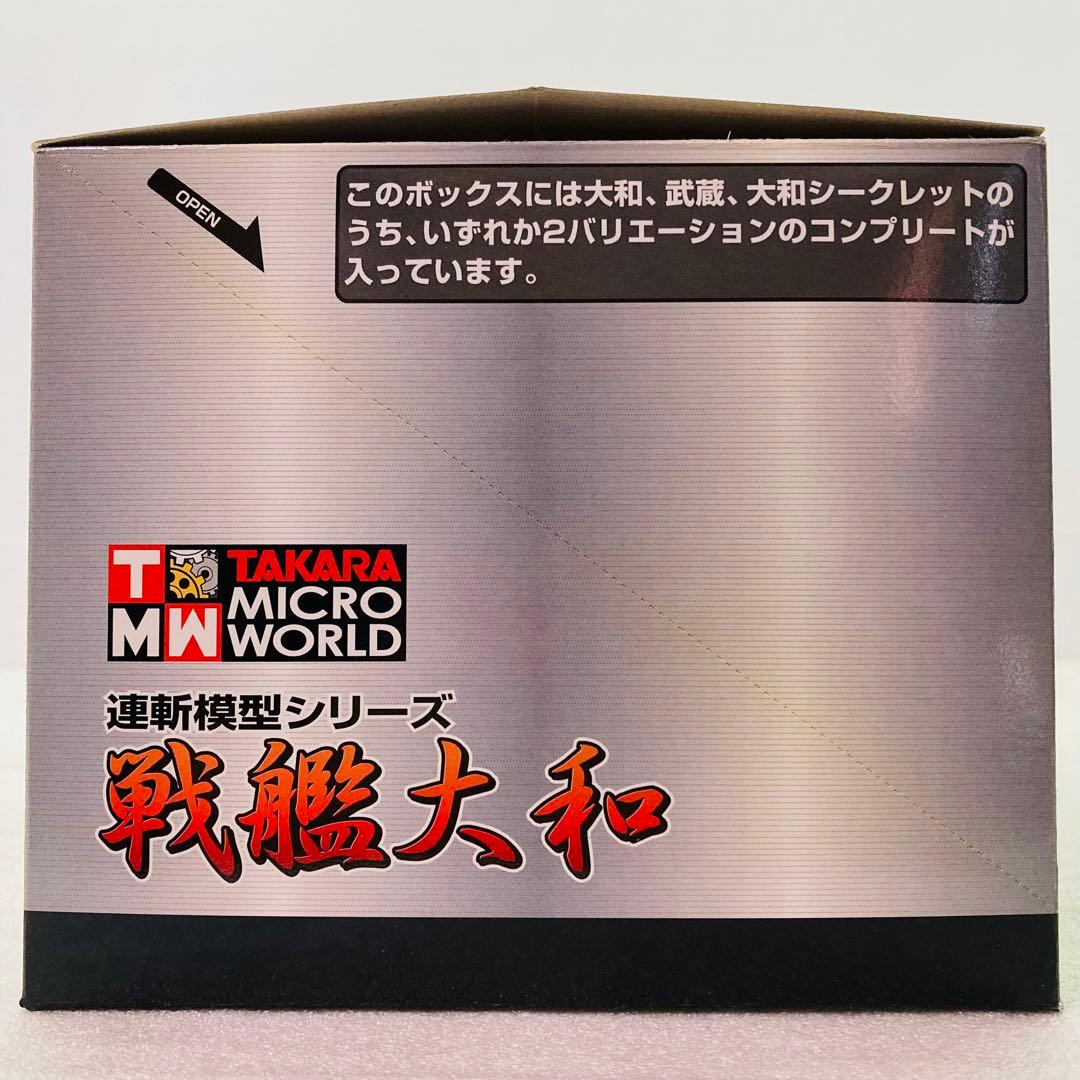 OPEN
このボックスには大和、武蔵、大和シークレットの
うち、いずれか2バリエーションのコンプリートが
入っています。
T
MW
TAKARA
MICRO
WORLD
連斬模型シリーズ
戦艦大和